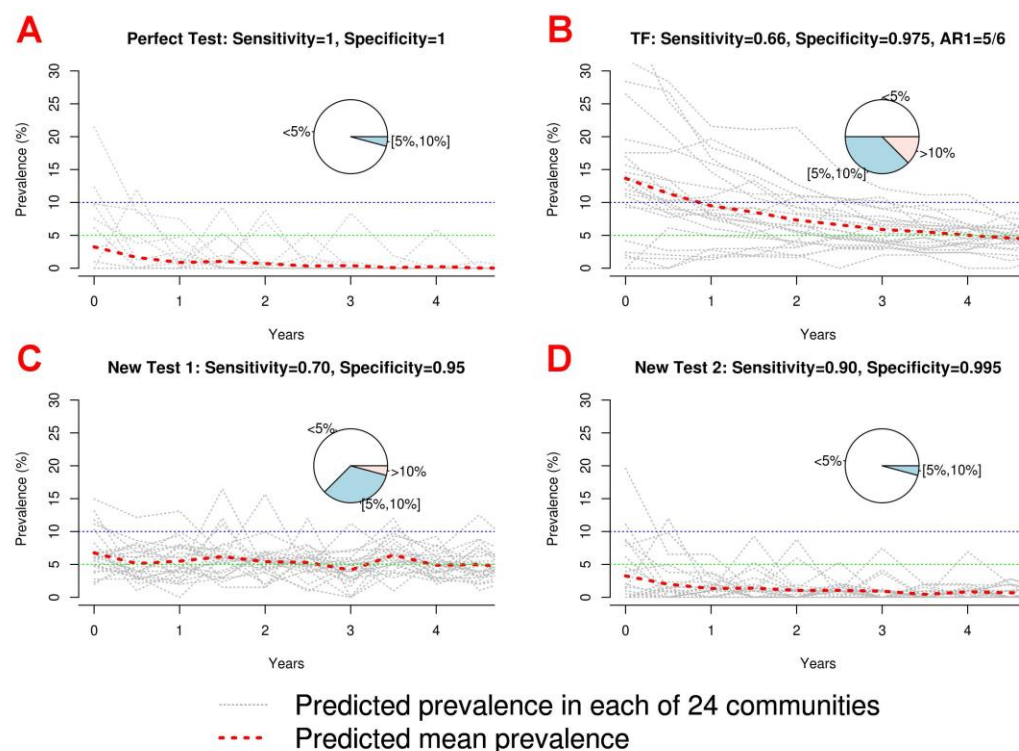 A
Perfect Test: Sensitivity=1, Specificity=1
Prevalence (%)
30
25
20
15
10
5
0
<5%
[5%,10%]
0 1 2 3 4
Years
B
TF: Sensitivity=0.66, Specificity=0.975, AR1=5/6
Prevalence (%)
30
25
20
15
10
5
0
<5%
>10%
[5%,10%]
0 1 2 3 4
Years
C
New Test 1: Sensitivity=0.70, Specificity=0.95
Prevalence (%)
30
25
20
15
10
5
0
<5%
>10%
[5%,10%]
0 1 2 3 4
Years
D
New Test 2: Sensitivity=0.90, Specificity=0.995
Prevalence (%)
30
25
20
15
10
5
0
<5%
[5%,10%]
0 1 2 3 4
Years
Predicted prevalence in each of 24 communities
Predicted mean prevalence